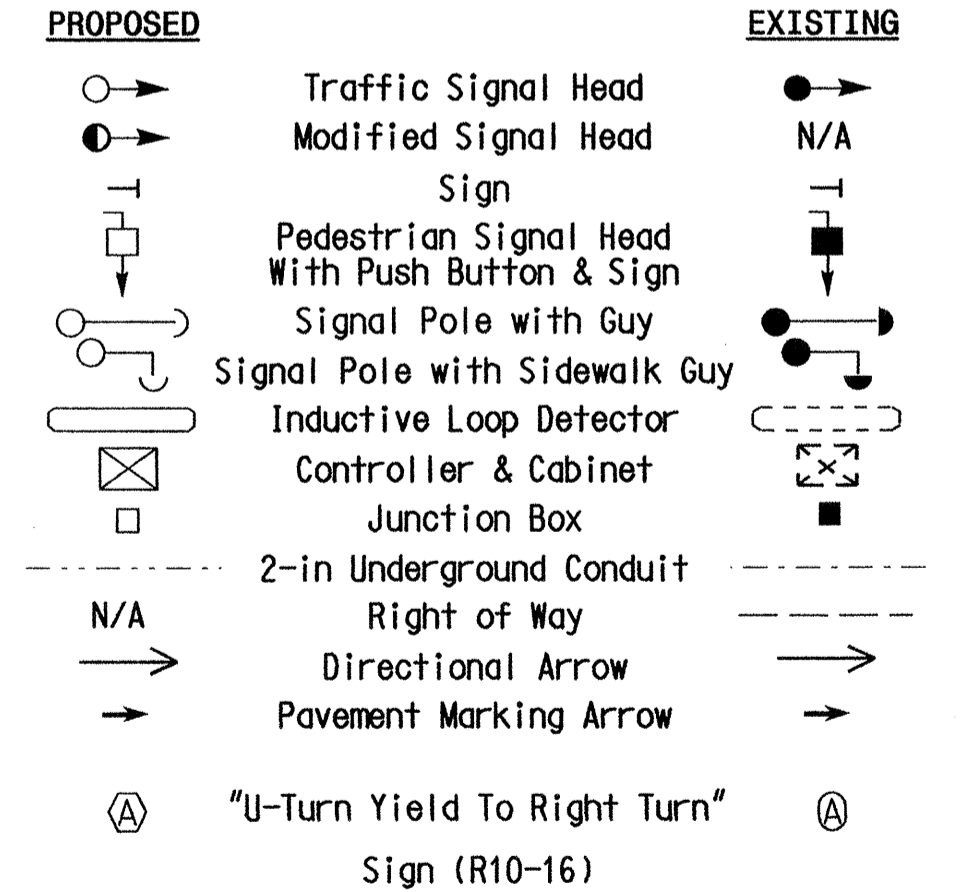 PROPOSED EXISTING
Traffic Signal Head
Modified Signal Head N/A
Sign
Pedestrian Signal Head
With Push Button & Sign
Signal Pole with Guy
Signal Pole with Sidewalk Guy
Inductive Loop Detector
Controller & Cabinet
Junction Box
2-in Underground Conduit
N/A Right of Way
Directional Arrow
Pavement Marking Arrow
A "U-Turn Yield To Right Turn" A
Sign (R10-16)